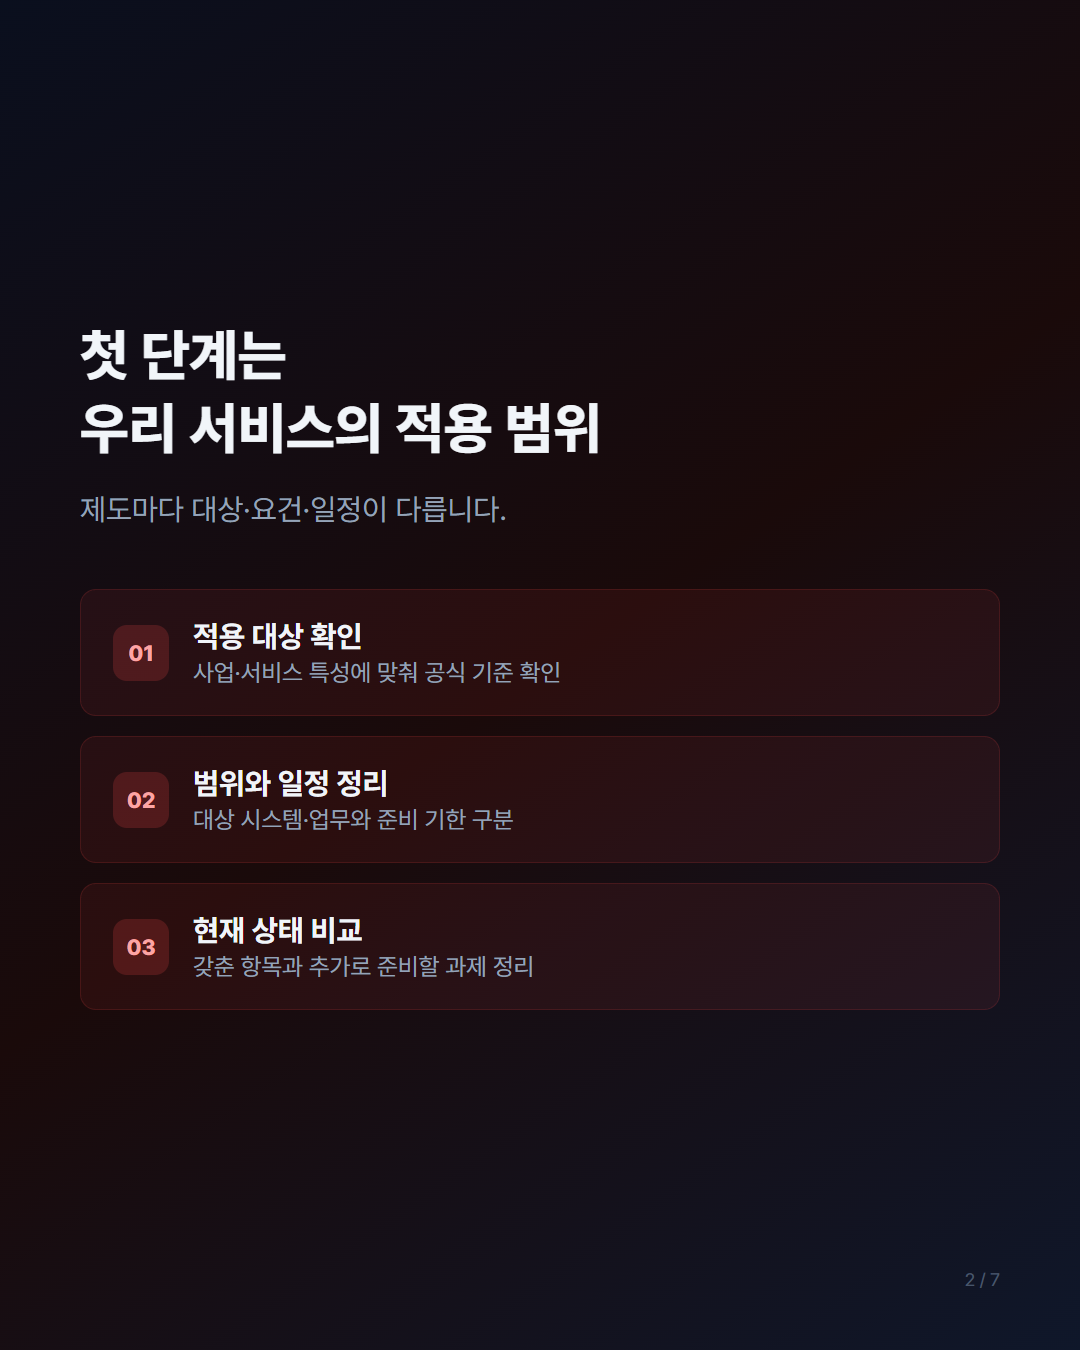 첫 단계는
우리 서비스의 적용 범위
제도마다 대상·요건·일정이 다릅니다.
01
적용 대상 확인
사업·서비스 특성에 맞춰 공식 기준 확인
02
범위와 일정 정리
대상 시스템·업무와 준비 기한 구분
03
현재 상태 비교
갖춘 항목과 추가로 준비할 과제 정리
2 / 7